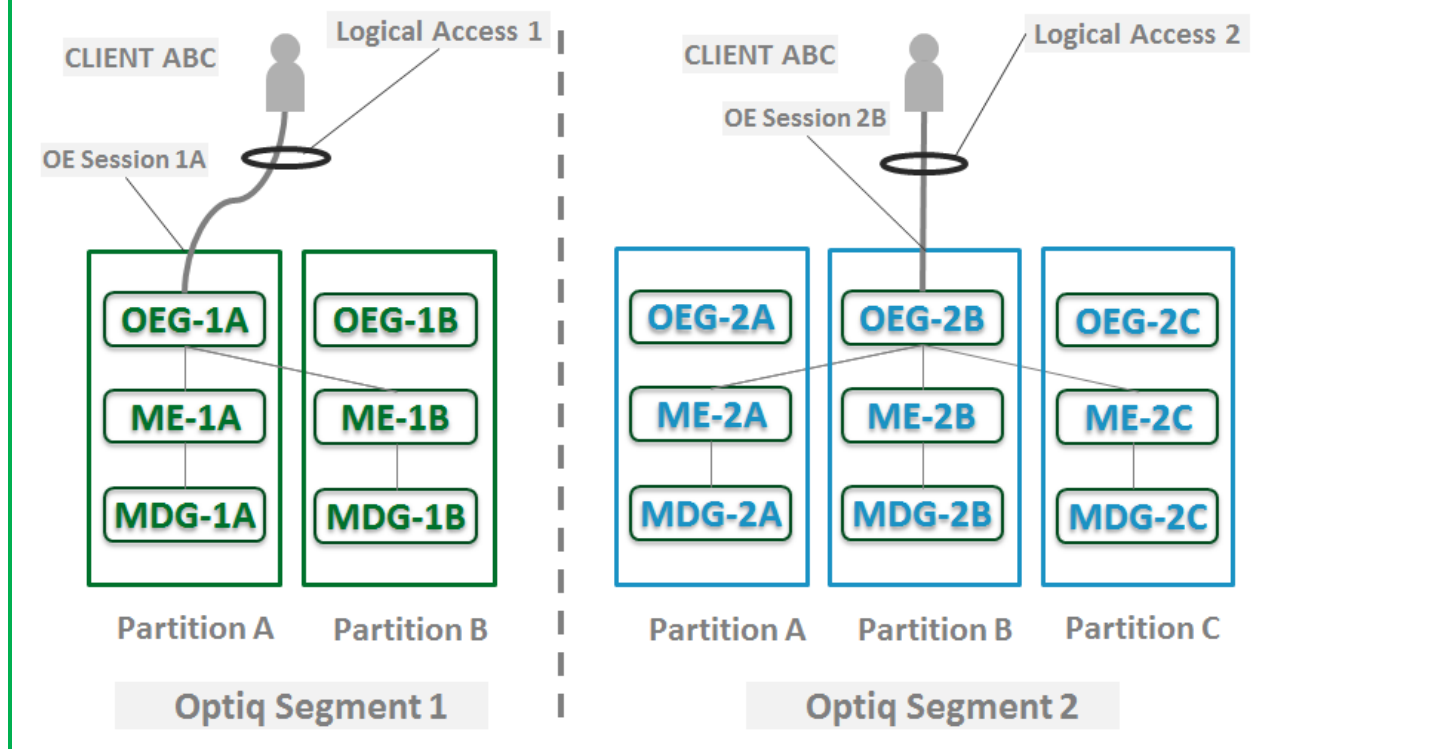 Logical Access 1
CLIENT ABC
OE Session 1A
OEG-1A
OEG-1B
ME-1A
ME-1B
MDG-1A
MDG-1B
Partition A
Partition B
Optiq Segment 1
Logical Access 2
CLIENT ABC
OE Session 2B
OEG-2A
OEG-2B
OEG-2C
ME-2A
ME-2B
ME-2C
MDG-2A
MDG-2B
MDG-2C
Partition A
Partition B
Partition C
Optiq Segment 2